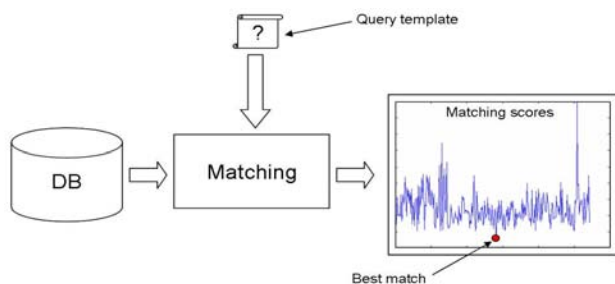 Query template
?
Matching scores
DB
Matching
Best match